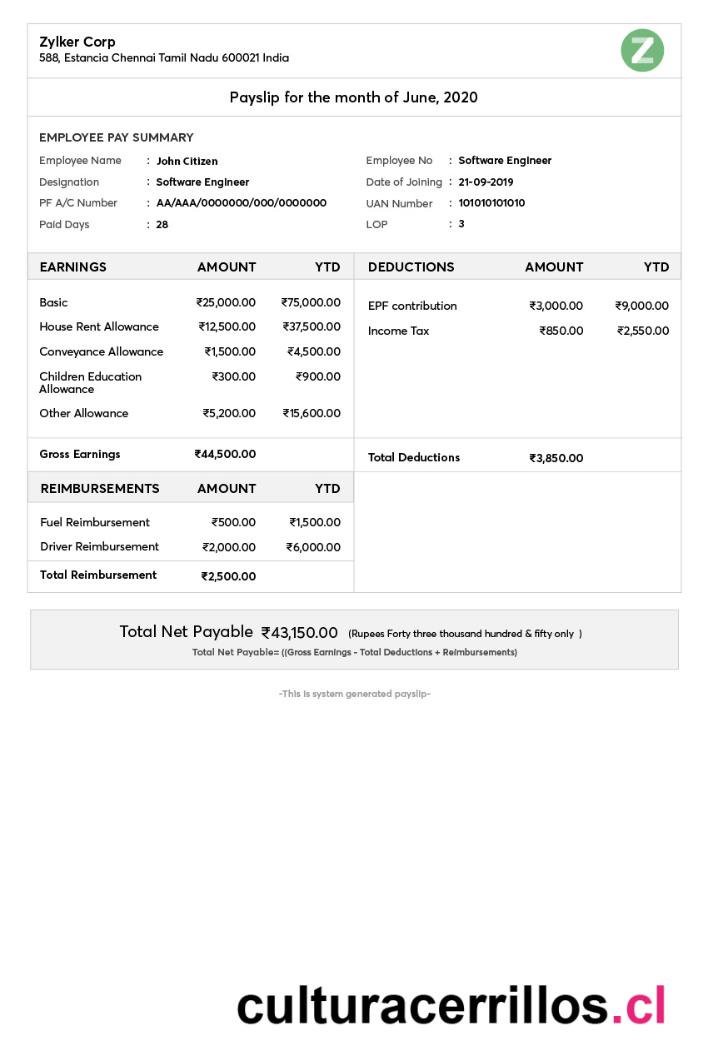 Zylker Corp
588, Estancia Chennai Tamil Nadu 600021 India
Z
Payslip for the month of June, 2020
EMPLOYEE PAY SUMMARY
Employee Name : John Citizen Employee No : Software Engineer
Designation : Software Engineer Date of Joining : 21-09-2019
PF A/C Number : AA/AAA/0000000/000/0000000 UAN Number : 101010101010
Paid Days : 28 LOP : 3
EARNINGS AMOUNT YTD DEDUCTIONS AMOUNT YTD
Basic ₹25,000.00 ₹75,000.00 EPF contribution ₹3,000.00 ₹9,000.00
House Rent Allowance ₹12,500.00 ₹37,500.00 Income Tax ₹850.00 ₹2,550.00
Conveyance Allowance ₹1,500.00 ₹4,500.00
Children Education ₹300.00 ₹900.00
Allowance
Other Allowance ₹5,200.00 ₹15,600.00
Gross Earnings ₹44,500.00 Total Deductions ₹3,850.00
REIMBURSEMENTS AMOUNT YTD
Fuel Reimbursement ₹500.00 ₹1,500.00
Driver Reimbursement ₹2,000.00 ₹6,000.00
Total Reimbursement ₹2,500.00
Total Net Payable ₹43,150.00 (Rupees Forty three thousand hundred & fifty only )
Total Net Payable= ((Gross Earnings - Total Deductions + Reimbursements)
-This is system generated payslip-
culturacerrillos.cl